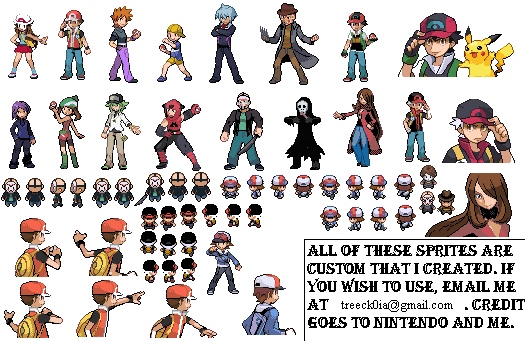 ALL OF THESE SPRITES ARE
CUSTOM THAT I CREATED. IF
YOU WISH TO USE, EMAIL ME
AT treeck0ia@gmail.com . CREDIT
GOES TO NINTENDO AND ME.